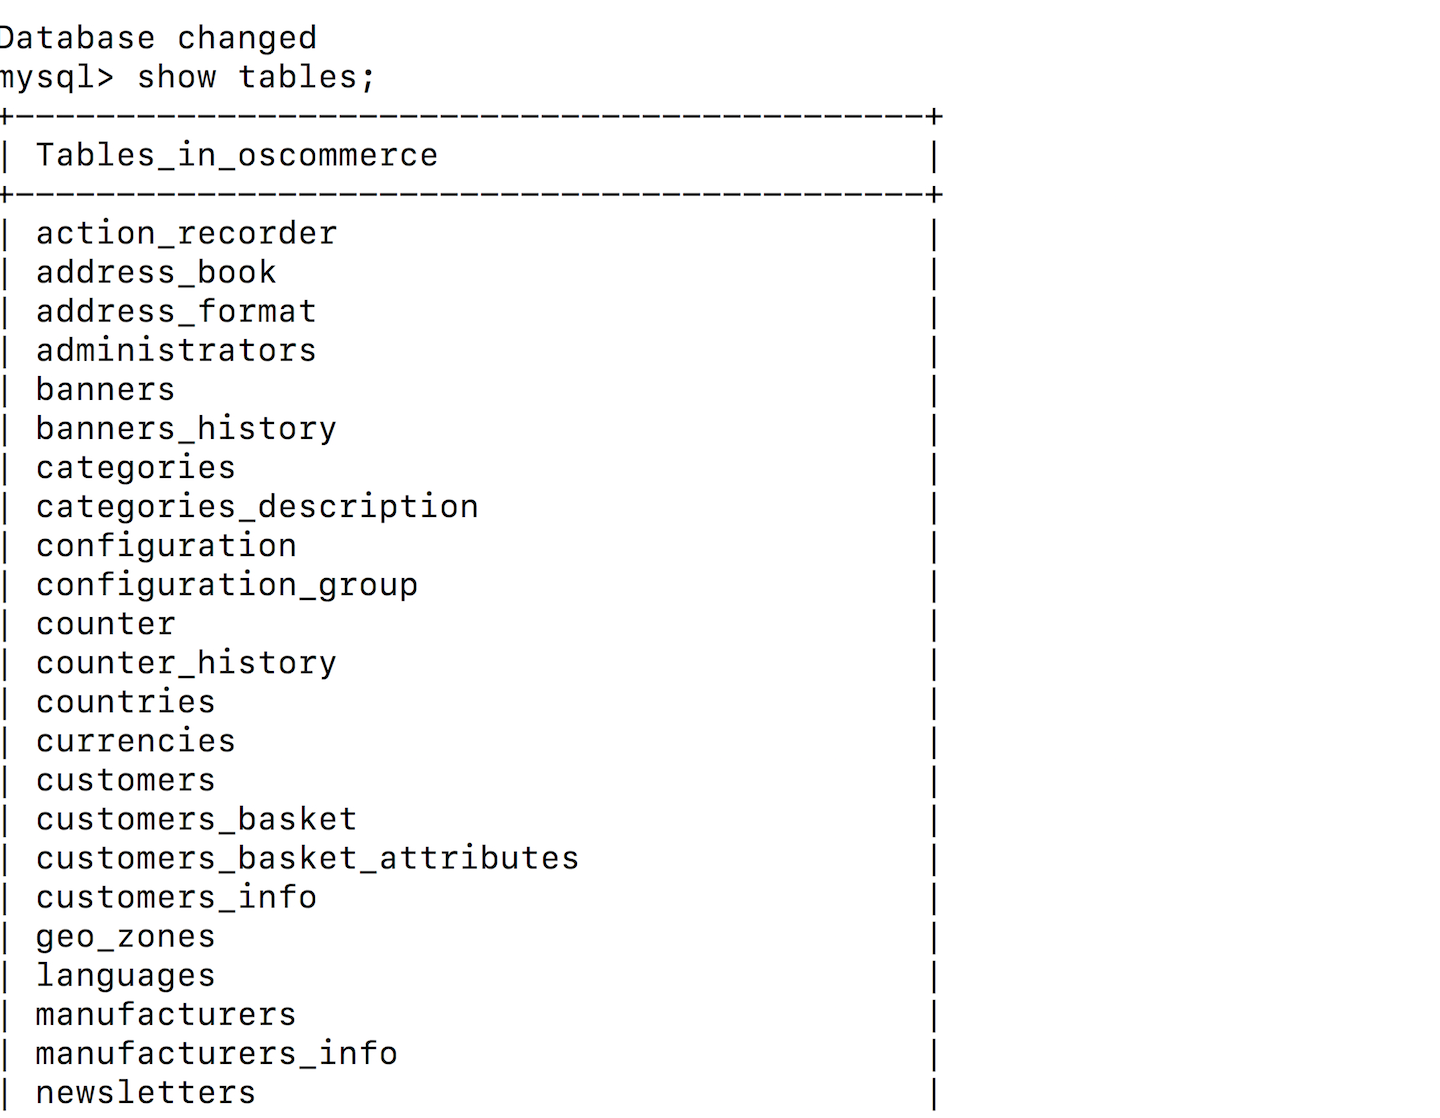 Database changed
mysql> show tables;
+---------------------------------------------+
| Tables_in_oscommerce                        |
+---------------------------------------------+
| action_recorder                             |
| address_book                                |
| address_format                              |
| administrators                              |
| banners                                     |
| banners_history                             |
| categories                                  |
| categories_description                      |
| configuration                               |
| configuration_group                         |
| counter                                     |
| counter_history                             |
| countries                                   |
| currencies                                  |
| customers                                   |
| customers_basket                            |
| customers_basket_attributes                 |
| customers_info                              |
| geo_zones                                   |
| languages                                   |
| manufacturers                               |
| manufacturers_info                          |
| newsletters                                 |